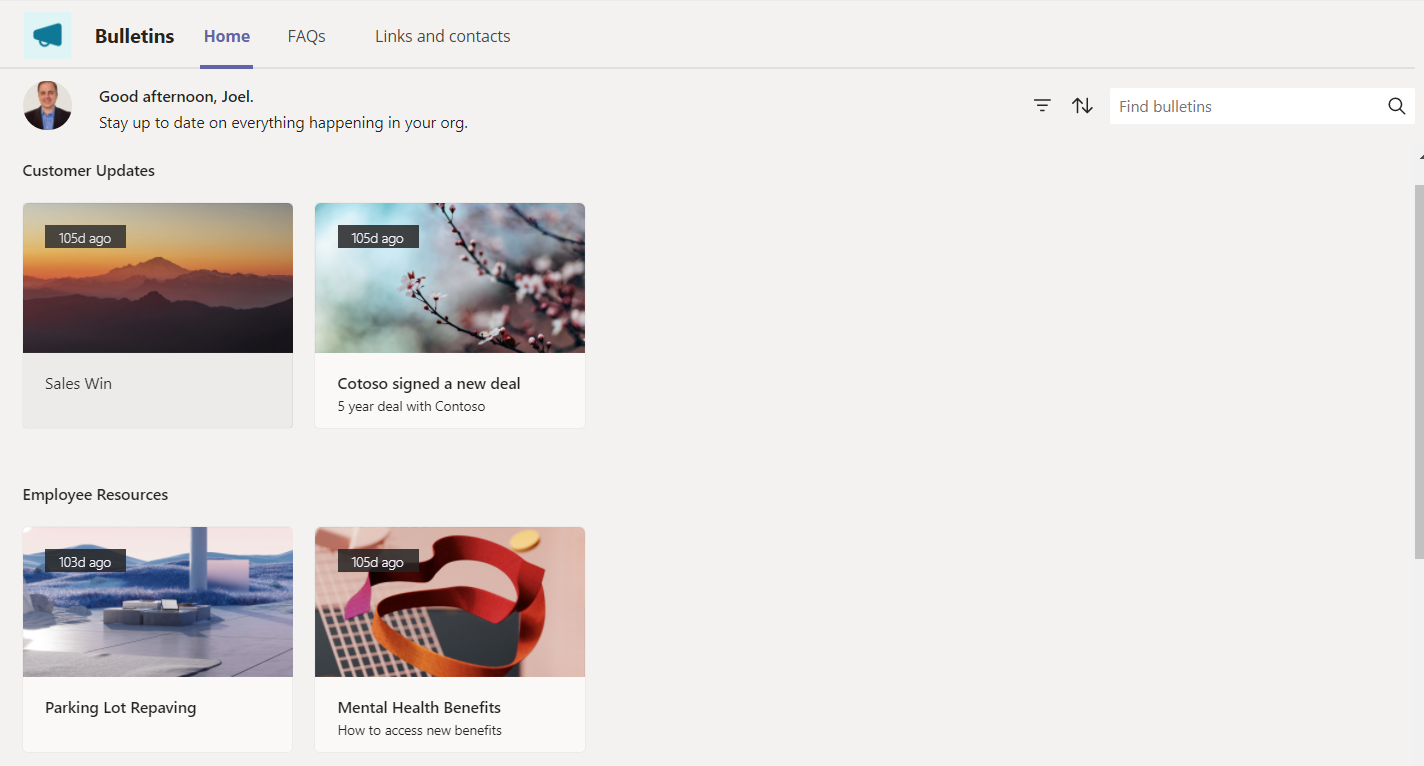 Bulletins
Home
FAQs
Links and contacts
Good afternoon, Joel.
Stay up to date on everything happening in your org.
Find bulletins
Customer Updates
105d ago
Sales Win
105d ago
Cotoso signed a new deal
5 year deal with Contoso
Employee Resources
103d ago
Parking Lot Repaving
105d ago
Mental Health Benefits
How to access new benefits